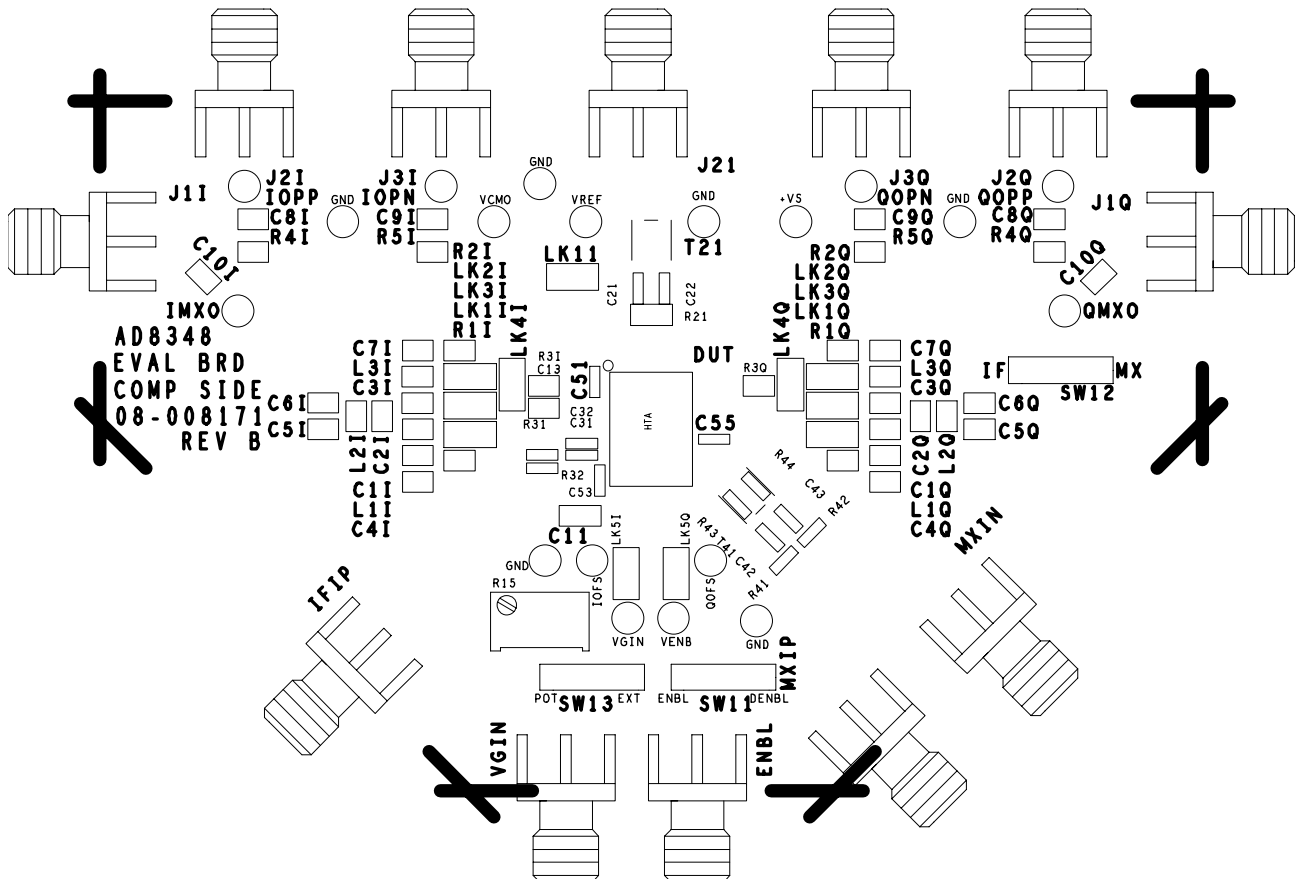 J21
GND
J1I
J2I
IOPP
C8I
R4I
GND
J3I
IOPN
C9I
R5I
VCMO
VREF
GND
+VS
J3Q
QOPN
C9Q
R5Q
GND
J2Q
QOPP
C8Q
R4Q
J1Q
C10I
IMXO
R2I
LK2I
LK3I
LK1I
R1I
LK4I
LK11
C21
T21
C22
R21
R2Q
LK2Q
LK3Q
LK1Q
R1Q
LK4Q
C10Q
QMXO
AD8348
EVAL BRD
COMP SIDE
08-008171
REV B
C7I
L3I
C3I
C6I
C5I
L2I
C2I
C1I
L1I
C4I
R3I
C13
R31
C51
C32
C31
R32
C53
DUT
HTA
C55
R3Q
C7Q
L3Q
C3Q
C6Q
C5Q
C2Q
L2Q
C1Q
L1Q
C4Q
IF
MX
SW12
R44
C43
R42
R43
T41
C42
R41
C11
GND
IOFS
LK5I
LK5Q
QOFS
R15
VGIN
VENB
GND
IFIP
MXIN
MXIP
POT
SW13
EXT
ENBL
SW11
DENBL
VGIN
ENBL